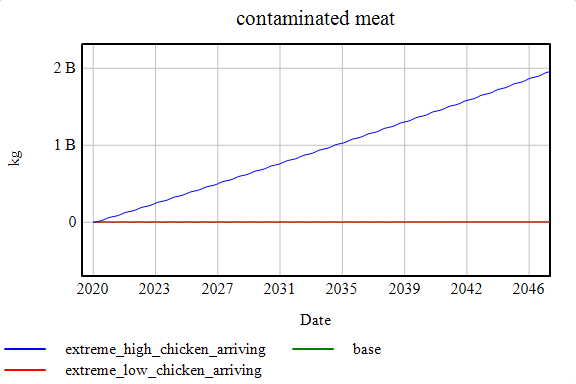 contaminated meat
2 B
1 B
0
kg
2020 2023 2027 2031 2035 2039 2042 2046
Date
extreme_high_chicken_arriving base
extreme_low_chicken_arriving